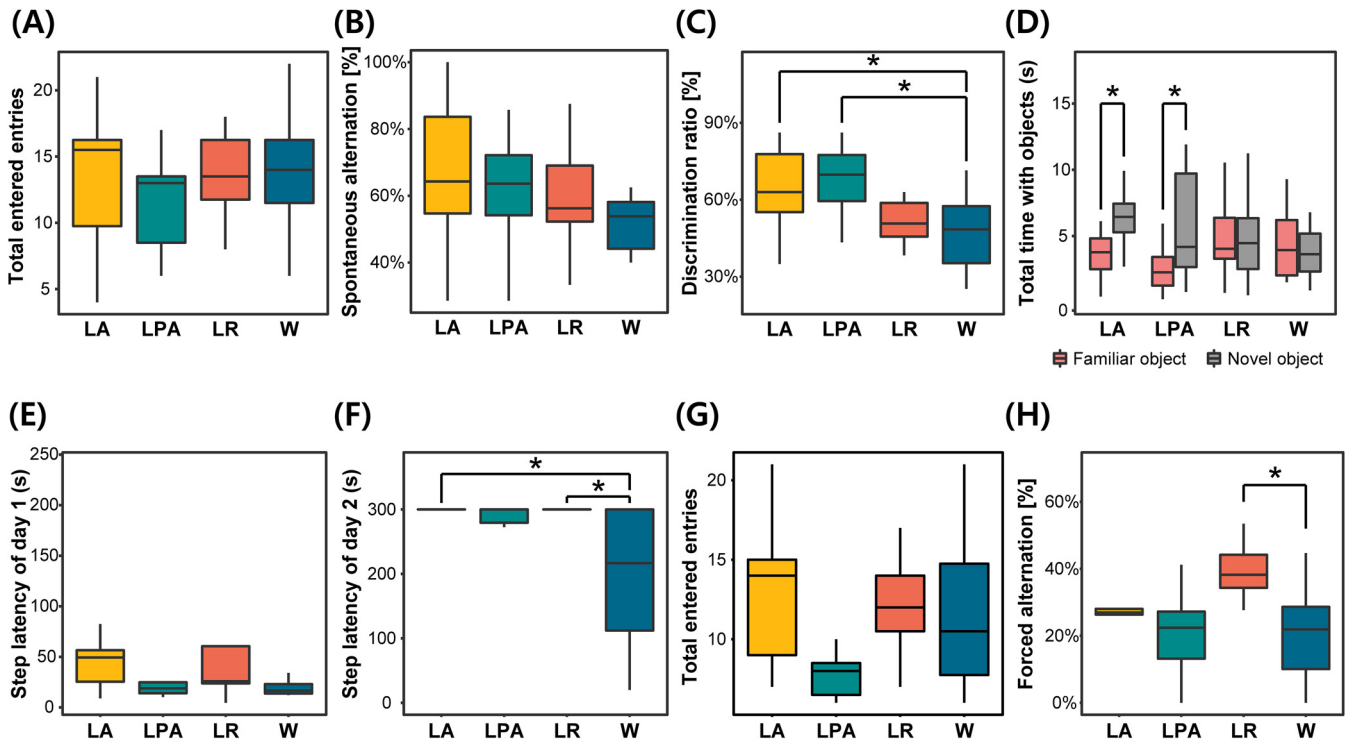 (A)
Total entered entries
20
15
10
5
LA LPA LR W
(B)
Spontaneous alternation [%]
100%
80%
60%
40%
LA LPA LR W
(C)
Discrimination ratio [%]
90%
60%
30%
*
*
LA LPA LR W
(D)
Total time with objects (s)
15
10
5
0
* *
LA LPA LR W
Familiar object Novel object
(E)
Step latency of day 1 (s)
250
200
150
100
50
0
LA LPA LR W
(F)
Step latency of day 2 (s)
300
200
100
0
*
*
LA LPA LR W
(G)
Total entered entries
20
15
10
LA LPA LR W
(H)
Forced alternation [%]
60%
40%
20%
0%
*
LA LPA LR W